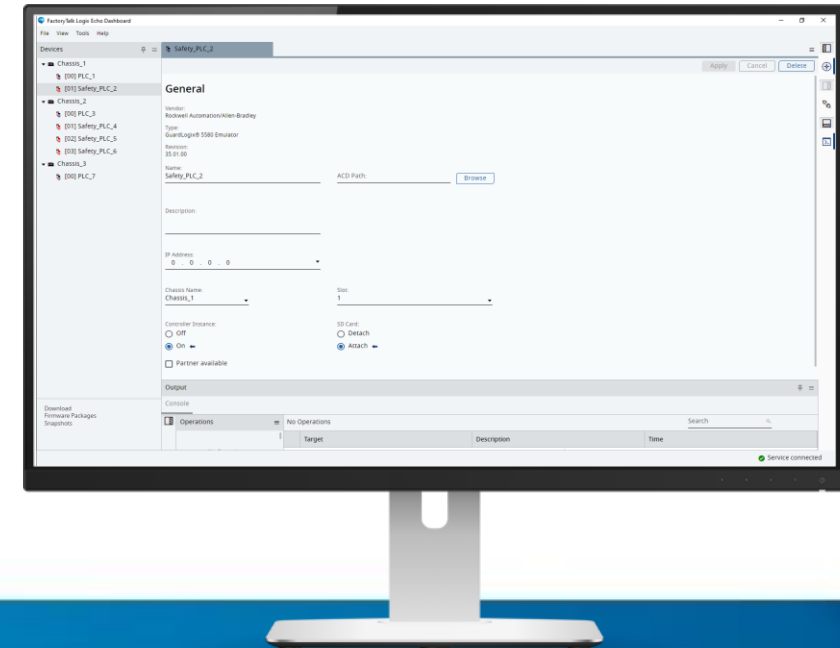 FactoryTalk Logix Echo Dashboard
File View Tools Help
Devices
Chassis_1
[00] PLC_1
[01] Safety_PLC_2
Chassis_2
[00] PLC_3
[01] Safety_PLC_4
[02] Safety_PLC_5
[03] Safety_PLC_6
Chassis_3
[00] PLC_7
Download
Firmware Packages
Snapshots
Safety_PLC_2
Apply Cancel Delete
General
Vendor:
Rockwell Automation/Allen-Bradley
Type:
GuardLogix® 5580 Emulator
Revision:
35.01.00
Name:
Safety_PLC_2
ACD Path:
Browse
Description:
IP Address:
0 . 0 . 0 . 0
Chassis Name: Slot:
Chassis_1 1
Controller Instance: SD Card:
Off Detach
On Attach
Partner available
Output
Console
Operations No Operations Search
Target Description Time
Service connected